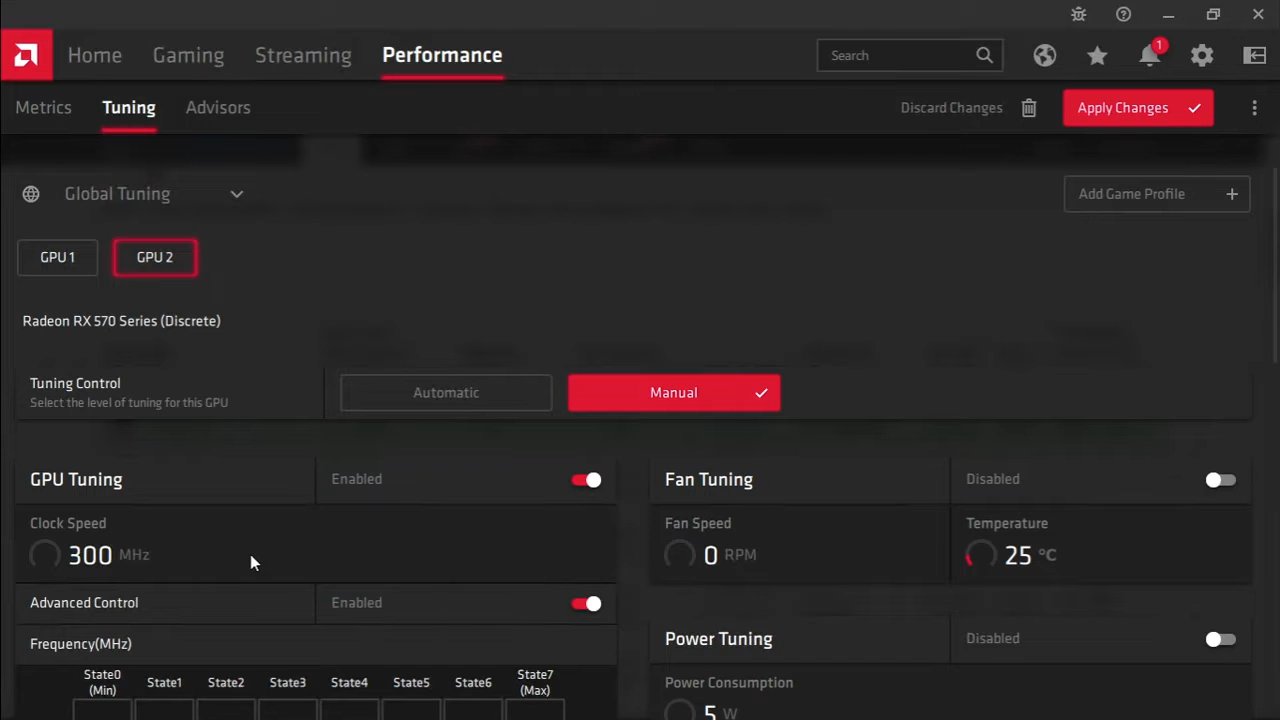 Home Gaming Streaming Performance Search 1
Metrics Tuning Advisors Discard Changes Apply Changes
Global Tuning Add Game Profile
GPU 1 GPU 2
Radeon RX 570 Series (Discrete)
Tuning Control
Select the level of tuning for this GPU
Automatic Manual
GPU Tuning Enabled
Clock Speed
300 MHz
Advanced Control Enabled
Frequency(MHz)
State0 (Min) State1 State2 State3 State4 State5 State6 State7 (Max)
Fan Tuning Disabled
Fan Speed Temperature
0 RPM 25 °C
Power Tuning Disabled
Power Consumption
5 W